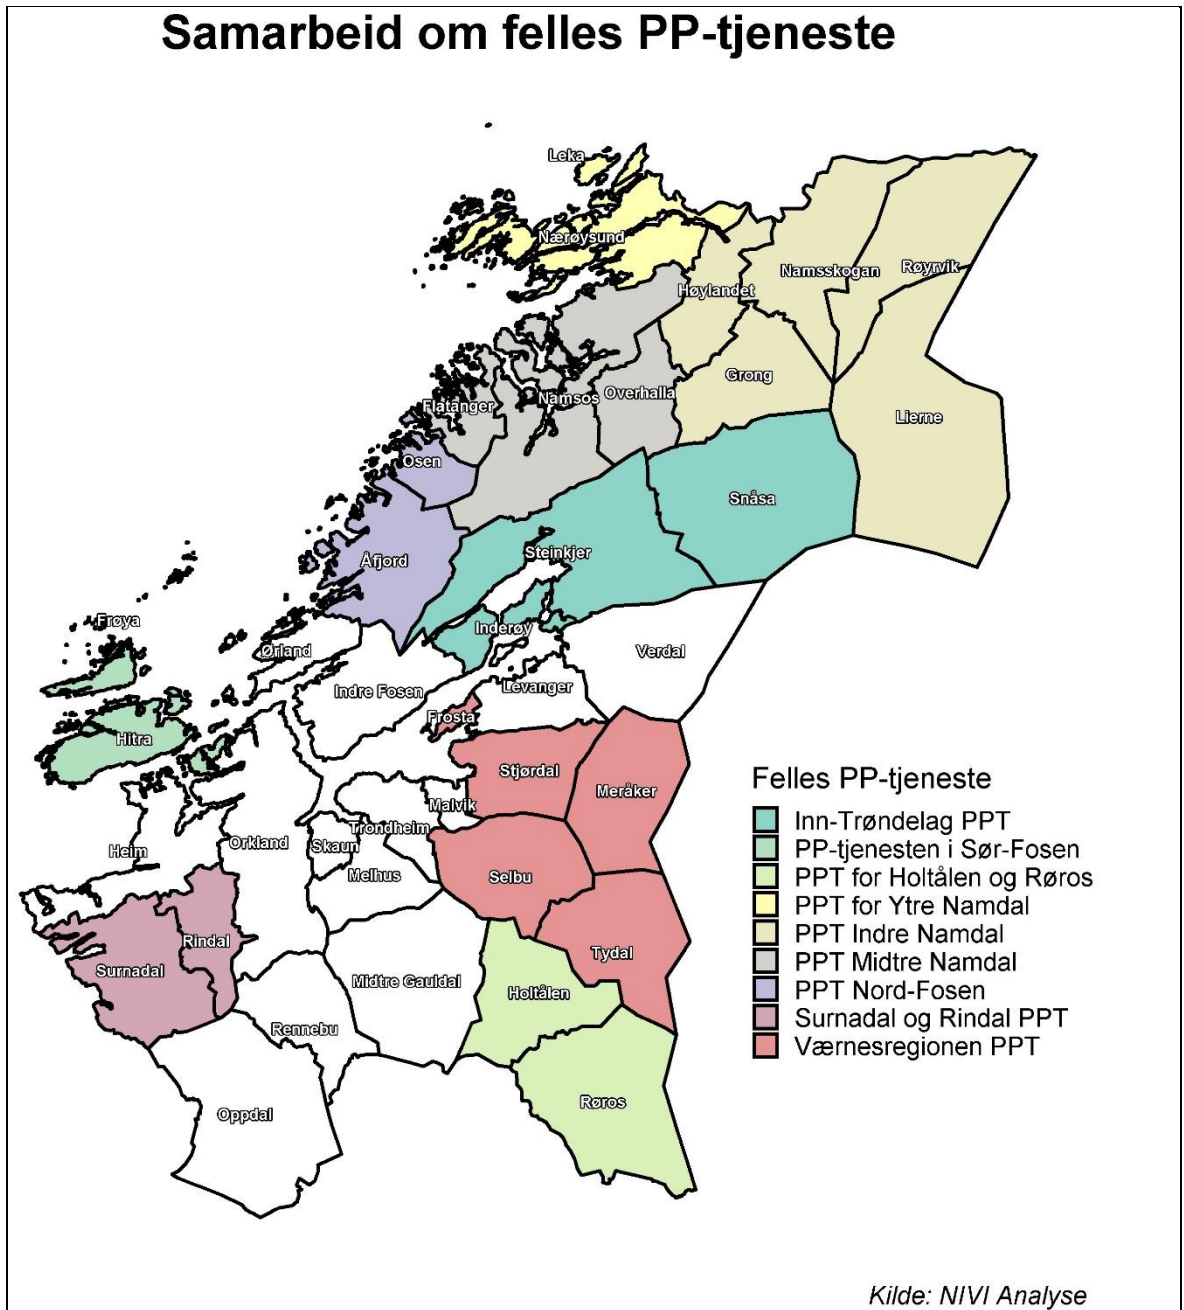 Samarbeid om felles PP-tjeneste
Leka
Nærøysund
Namsskogan
Røyrvik
Høylandet
Grong
Overhalla
Namsos
Flatanger
Lierne
Osen
Snåsa
Steinkjer
Åfjord
Frøya
Inderøy
Ørland
Verdal
Levanger
Indre Fosen
Frosta
Hitra
Stjørdal
Meråker
Malvik
Trondheim
Orkland
Skaun
Heim
Melhus
Selbu
Rindal
Tydal
Surnadal
Midtre Gauldal
Holtålen
Rennebu
Røros
Oppdal
Felles PP-tjeneste
Inn-Trøndelag PPT
PP-tjenesten i Sør-Fosen
PPT for Holtålen og Røros
PPT for Ytre Namdal
PPT Indre Namdal
PPT Midtre Namdal
PPT Nord-Fosen
Surnadal og Rindal PPT
Værnesregionen PPT
Kilde: NIVI Analyse